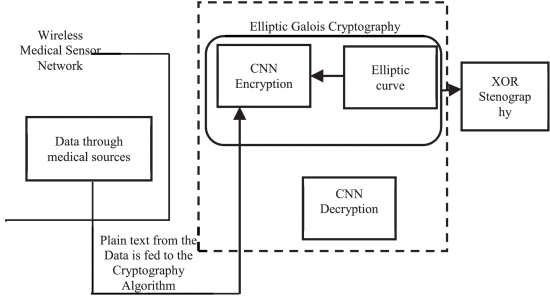 Wireless
Medical Sensor
Network
Elliptic Galois Cryptography
CNN
Encryption
Elliptic
curve
XOR
Stenograp
hy
Data through
medical sources
CNN
Decryption
Plain text from the
Data is fed to the
Cryptography
Algorithm